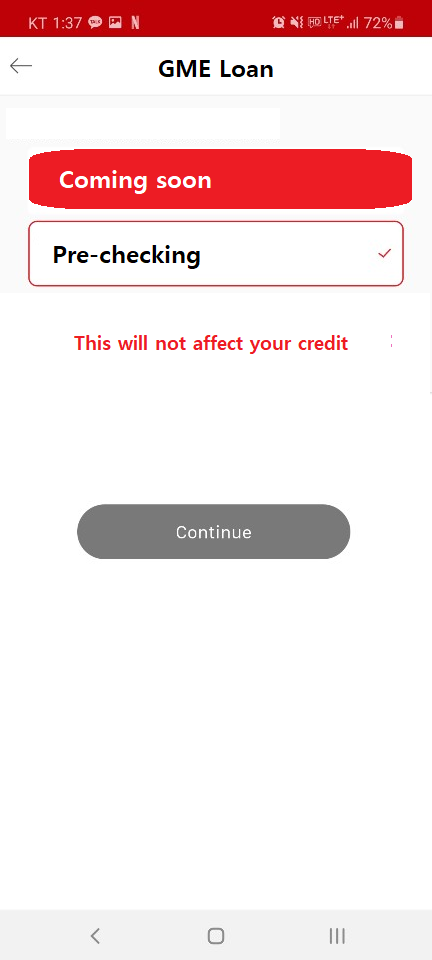 KT 1:37 72%
GME Loan
Coming soon
Pre-checking
This will not affect your credit
Continue